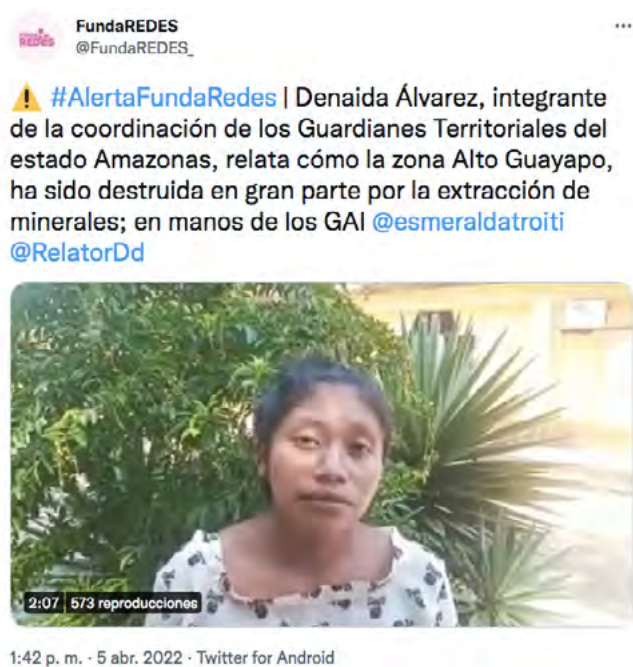 FundaREDES
@FundaREDES_
#AlertaFundaRedes | Denaida Álvarez, integrante
de la coordinación de los Guardianes Territoriales del
estado Amazonas, relata cómo la zona Alto Guayapo,
ha sido destruida en gran parte por la extracción de
minerales; en manos de los GAI @esmeraldatroiti
@RelatorDd
2:07 573 reproducciones
1:42 p. m. · 5 abr. 2022 · Twitter for Android